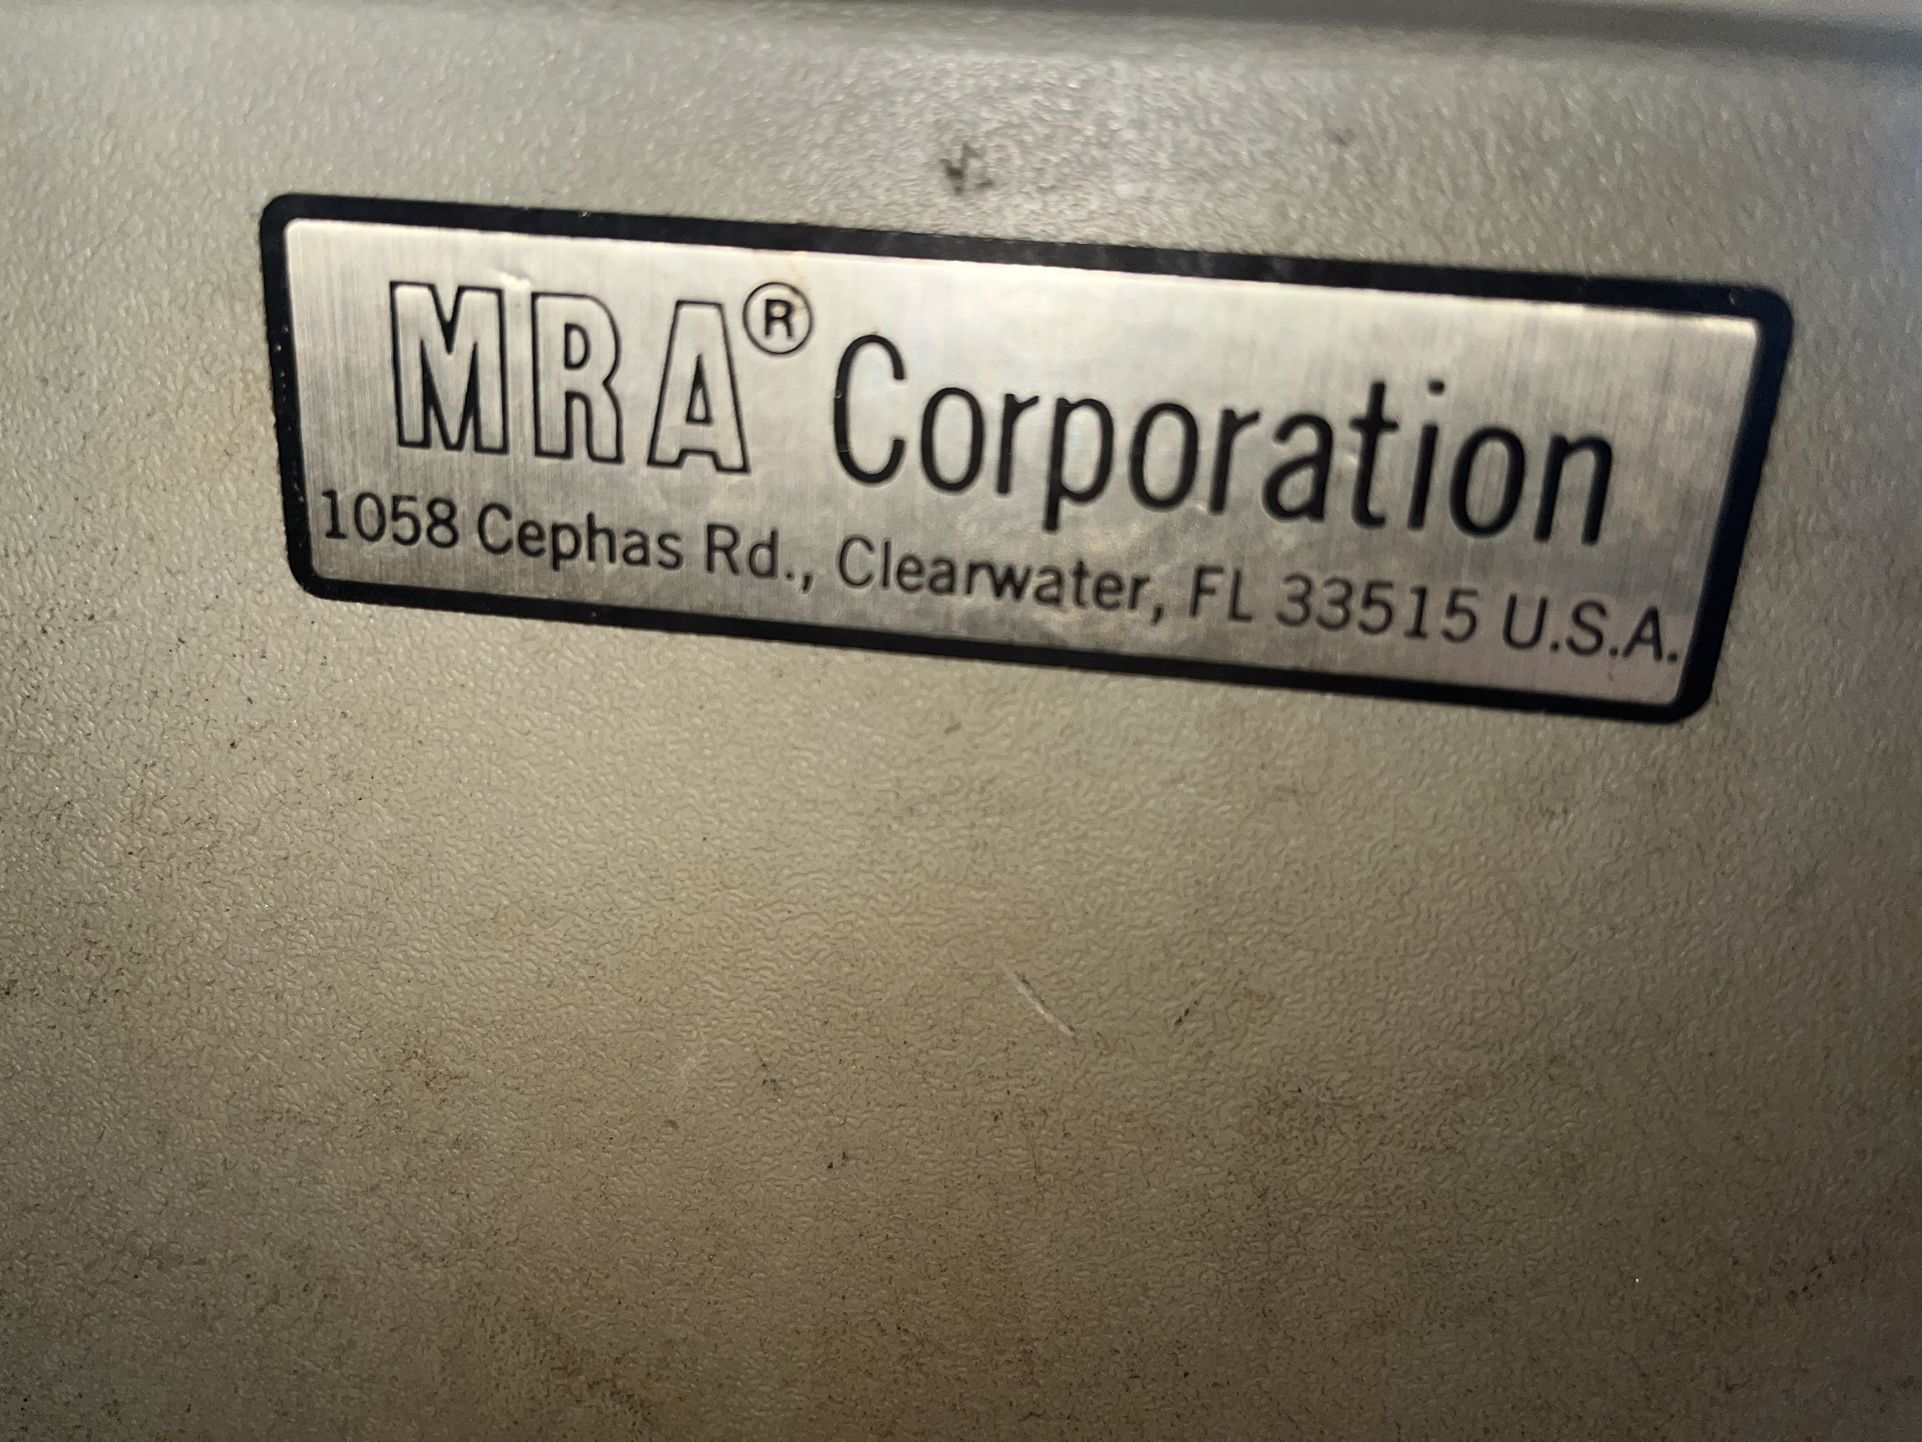 MRA® Corporation
1058 Cephas Rd., Clearwater, FL 33515 U.S.A.